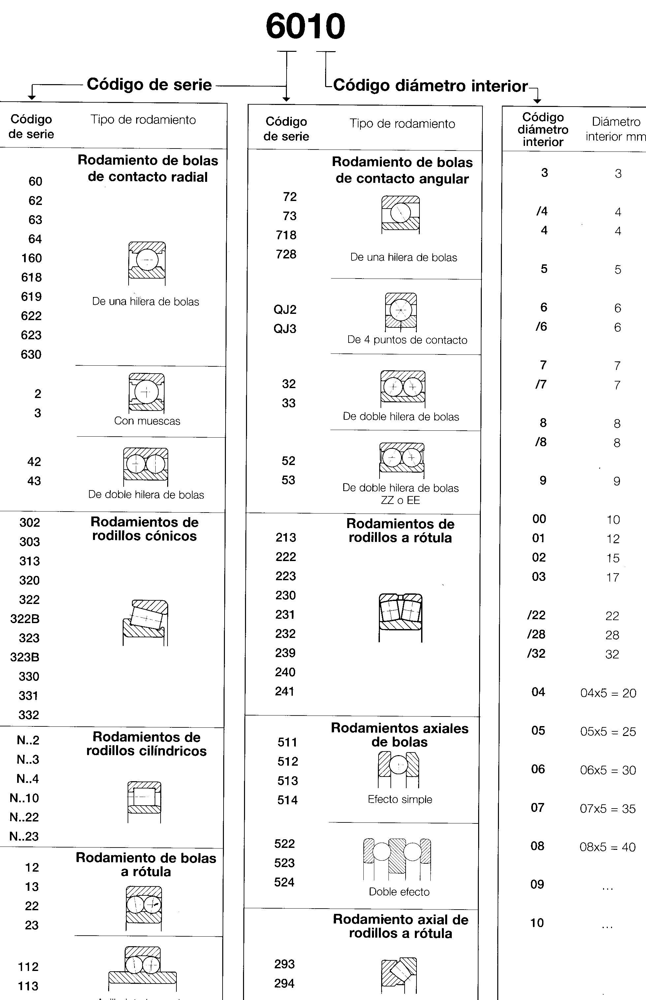 6010
Código de serie
Código diámetro interior
Código
de serie
Tipo de rodamiento
Rodamiento de bolas
de contacto radial
60
62
63
64
160
618
619
622
623
630
De una hilera de bolas
2
3
Con muescas
42
43
De doble hilera de bolas
Rodamientos de
rodillos cónicos
302
303
313
320
322
322B
323
323B
330
331
332
Rodamientos de
rodillos cilíndricos
N..2
N..3
N..4
N..10
N..22
N..23
Rodamiento de bolas
a rótula
12
13
22
23
112
113
Código
de serie
Tipo de rodamiento
Rodamiento de bolas
de contacto angular
72
73
718
728
De una hilera de bolas
QJ2
QJ3
De 4 puntos de contacto
32
33
De doble hilera de bolas
52
53
De doble hilera de bolas
ZZ o EE
Rodamientos de
rodillos a rótula
213
222
223
230
231
232
239
240
241
Rodamientos axiales
de bolas
511
512
513
514
Efecto simple
522
523
524
Doble efecto
Rodamiento axial de
rodillos a rótula
293
294
Código
diámetro
interior
Diámetro
interior mm
3 3
/4 4
4 4
5 5
6 6
/6 6
7 7
/7 7
8 8
/8 8
9 9
00 10
01 12
02 15
03 17
/22 22
/28 28
/32 32
04 04x5 = 20
05 05x5 = 25
06 06x5 = 30
07 07x5 = 35
08 08x5 = 40
09 ...
10 ...